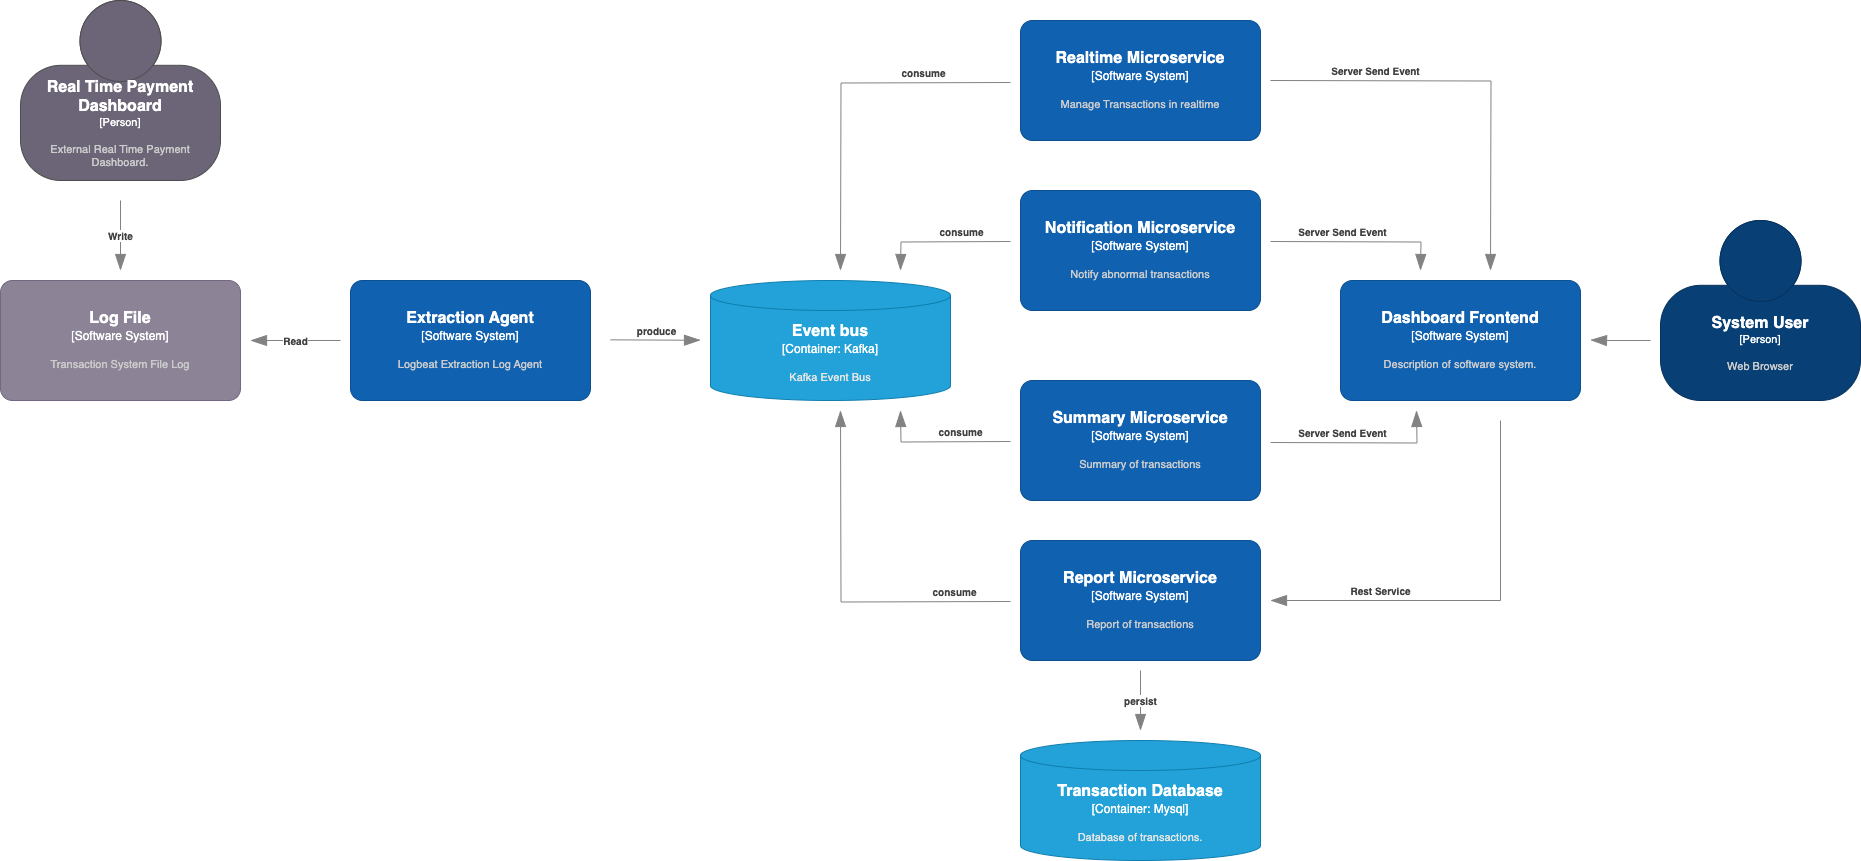 Real Time Payment
Dashboard
[Person]
External Real Time Payment
Dashboard.
Write
Log File
[Software System]
Transaction System File Log
Read
Extraction Agent
[Software System]
Logbeat Extraction Log Agent
produce
Event bus
[Container: Kafka]
Kafka Event Bus
consume
Realtime Microservice
[Software System]
Manage Transactions in realtime
Server Send Event
consume
Notification Microservice
[Software System]
Notify abnormal transactions
Server Send Event
consume
Summary Microservice
[Software System]
Summary of transactions
Server Send Event
consume
Report Microservice
[Software System]
Report of transactions
Rest Service
persist
Transaction Database
[Container: Mysql]
Database of transactions.
Dashboard Frontend
[Software System]
Description of software system.
System User
[Person]
Web Browser